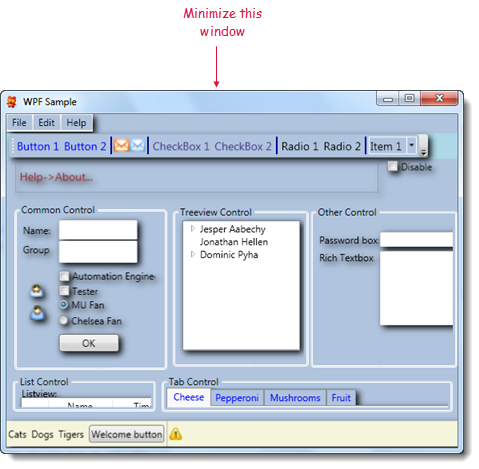 Minimize this
window
WPF Sample
File Edit Help
Button 1 Button 2 CheckBox 1 CheckBox 2 Radio 1 Radio 2 Item 1
Help->About...
Disable
Common Control
Name:
Group
Automation Engine
Tester
MU Fan
Chelsea Fan
OK
Treeview Control
Jesper Aabechy
Jonathan Hellen
Dominic Pyha
Other Control
Password box
Rich Textbox
List Control
Listview:
Name Tim
Tab Control
Cheese Pepperoni Mushrooms Fruit
Cats Dogs Tigers Welcome button